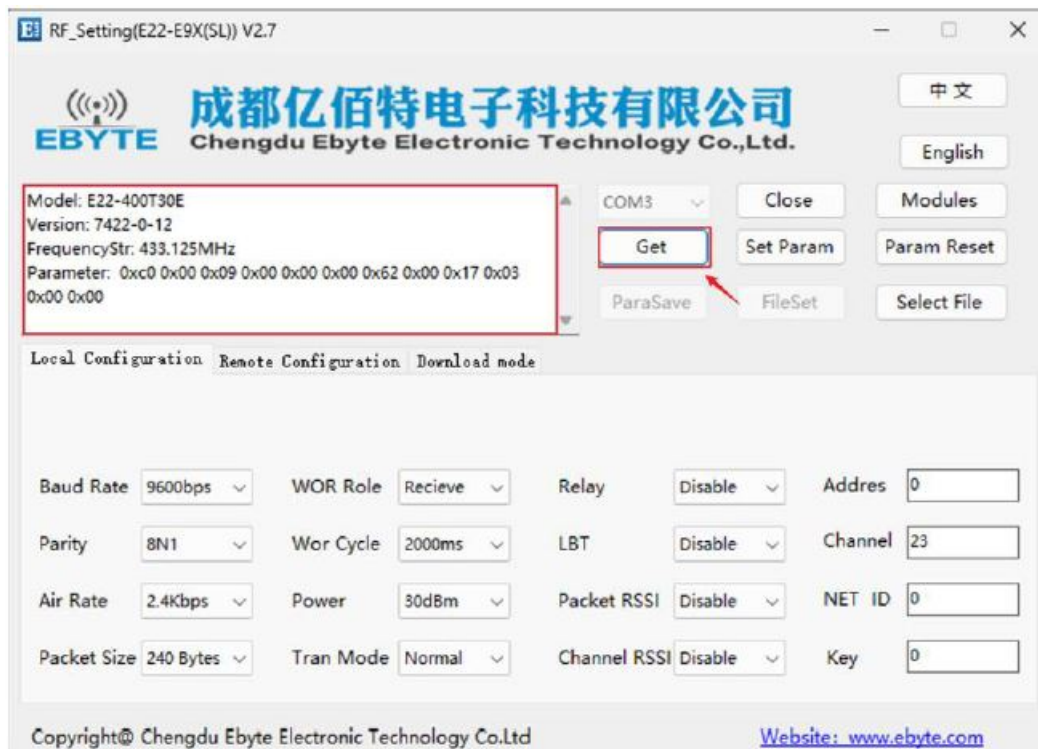 RF_Setting(E22-E9X(SL)) V2.7
中文
EBYTE
成都亿佰特电子科技有限公司
Chengdu Ebyte Electronic Technology Co.,Ltd.
English
Model: E22-400T30E
Version: 7422-0-12
FrequencyStr: 433.125MHz
Parameter: 0xc0 0x00 0x09 0x00 0x00 0x00 0x62 0x00 0x17 0x03
0x00 0x00
COM3 Close Modules
Get Set Param Param Reset
ParaSave FileSet Select File
Local Configuration Remote Configuration Download mode
Baud Rate 9600bps WOR Role Recieve Relay Disable Addres 0
Parity 8N1 Wor Cycle 2000ms LBT Disable Channel 23
Air Rate 2.4Kbps Power 30dBm Packet RSSI Disable NET ID 0
Packet Size 240 Bytes Tran Mode Normal Channel RSSI Disable Key 0
Copyright@ Chengdu Ebyte Electronic Technology Co.Ltd Website: www.ebyte.com